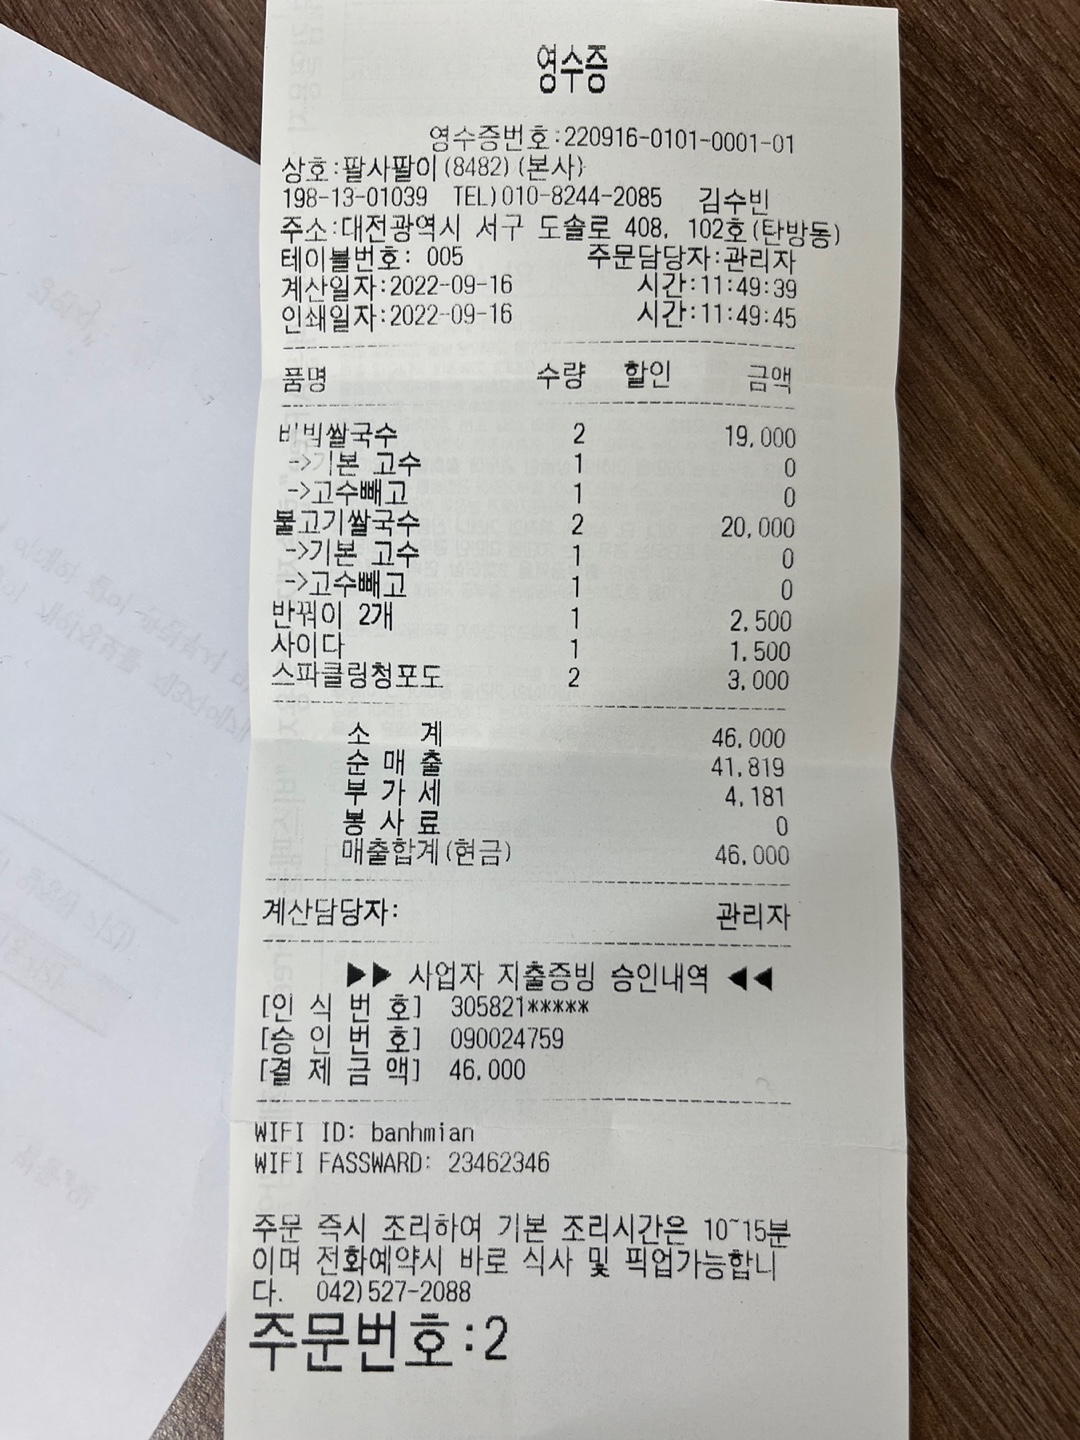 영수증
영수증번호:220916-0101-0001-01
상호:팔사팔이(8482)(본사)
198-13-01039 TEL)010-8244-2085 김수빈
주소:대전광역시 서구 도솔로 408, 102호(탄방동)
테이블번호: 005 주문담당자:관리자
계산일자:2022-09-16 시간:11:49:39
인쇄일자:2022-09-16 시간:11:49:45
품명 수량 할인 금액
비빔쌀국수 2 19,000
->기본 고수 1 0
->고수빼고 1 0
불고기쌀국수 2 20,000
->기본 고수 1 0
->고수빼고 1 0
반꿔이 2개 1 2,500
사이다 1 1,500
스파클링청포도 2 3,000
소 계 46,000
순 매 출 41,819
부 가 세 4,181
봉 사 료 0
매출합계(현금) 46,000
계산담당자: 관리자
▶▶ 사업자 지출증빙 승인내역 ◀◀
[인 식 번 호] 305821*****
[승 인 번 호] 090024759
[결 제 금 액] 46,000
WIFI ID: banhmian
WIFI FASSWARD: 23462346
주문 즉시 조리하여 기본 조리시간은 10~15분
이며 전화예약시 바로 식사 및 픽업가능합니
다. 042)527-2088
주문번호:2